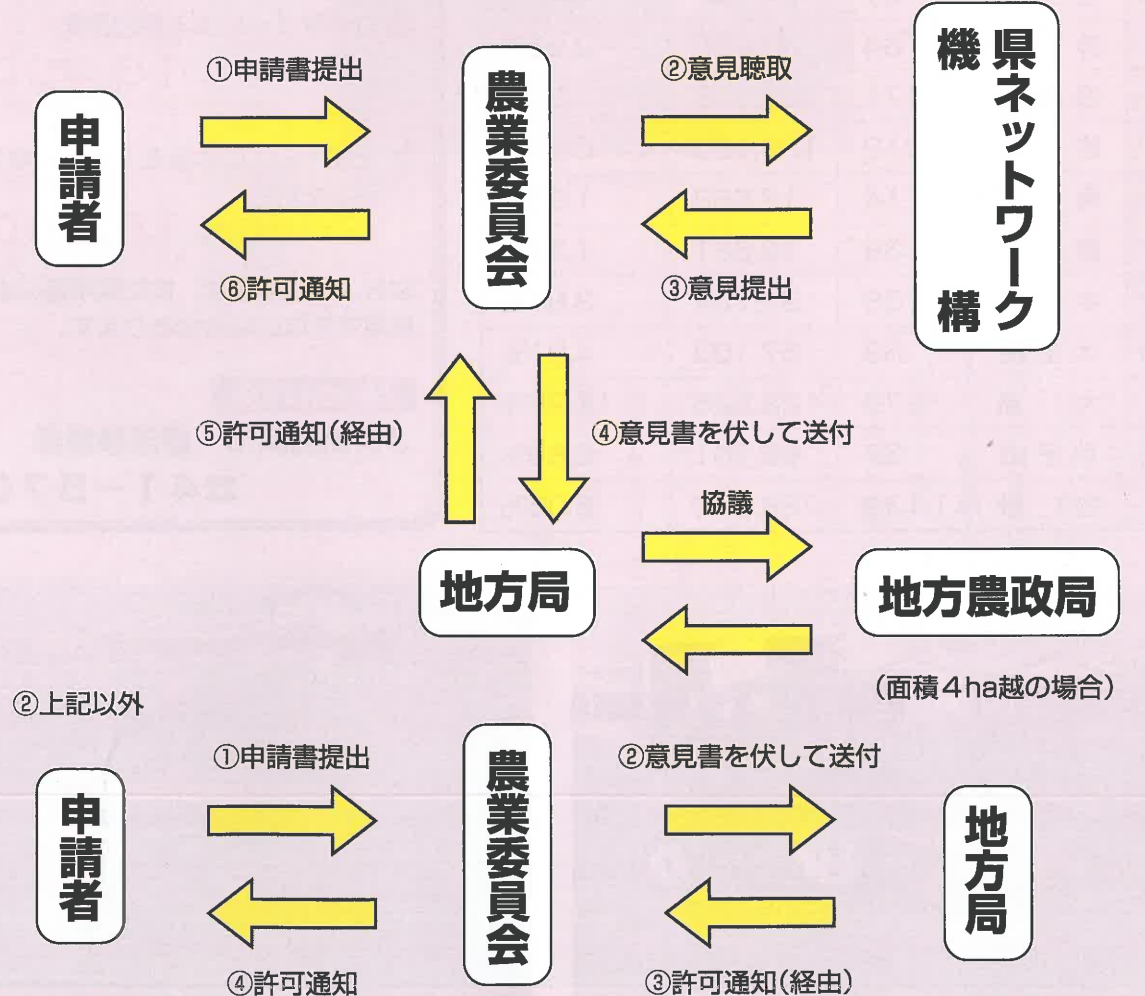 ①申請書提出
②意見聴取
申請者
農業委員会
県ネットワーク
機構
⑥許可通知
③意見提出
⑤許可通知(経由)
④意見書を伏して送付
協議
地方局
地方農政局
(面積4ha越の場合)
②上記以外
①申請書提出
②意見書を伏して送付
申請者
農業委員会
地方局
④許可通知
③許可通知(経由)